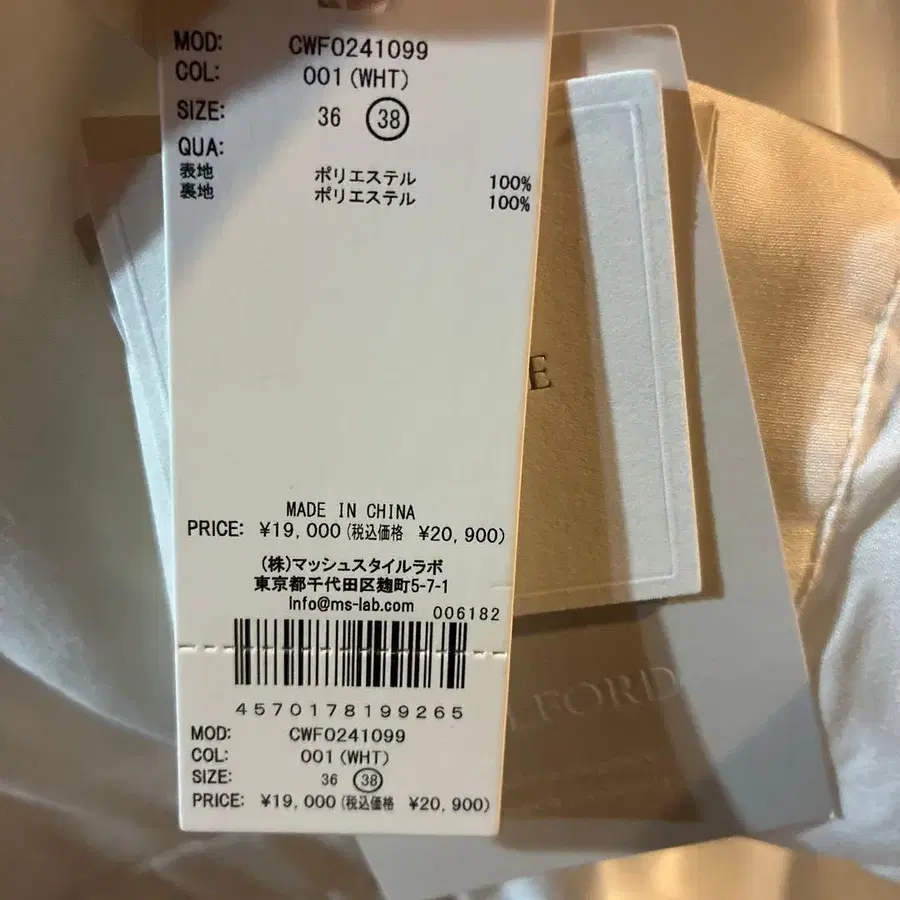 MOD: CWF0241099
COL: 001(WHT)
SIZE: 36 38
QUA:
表地 ポリエステル 100%
裏地 ポリエステル 100%
E
MADE IN CHINA
PRICE: ¥19,000(税込価格 ¥20,900)
(株)マッシュスタイルラボ
東京都千代田区麹町5-7-1
info@ms-lab.com
006182
4570178199265
LFORD
MOD: CWF0241099
COL: 001(WHT)
SIZE: 36 38
PRICE: ¥19,000(税込価格 ¥20,900)